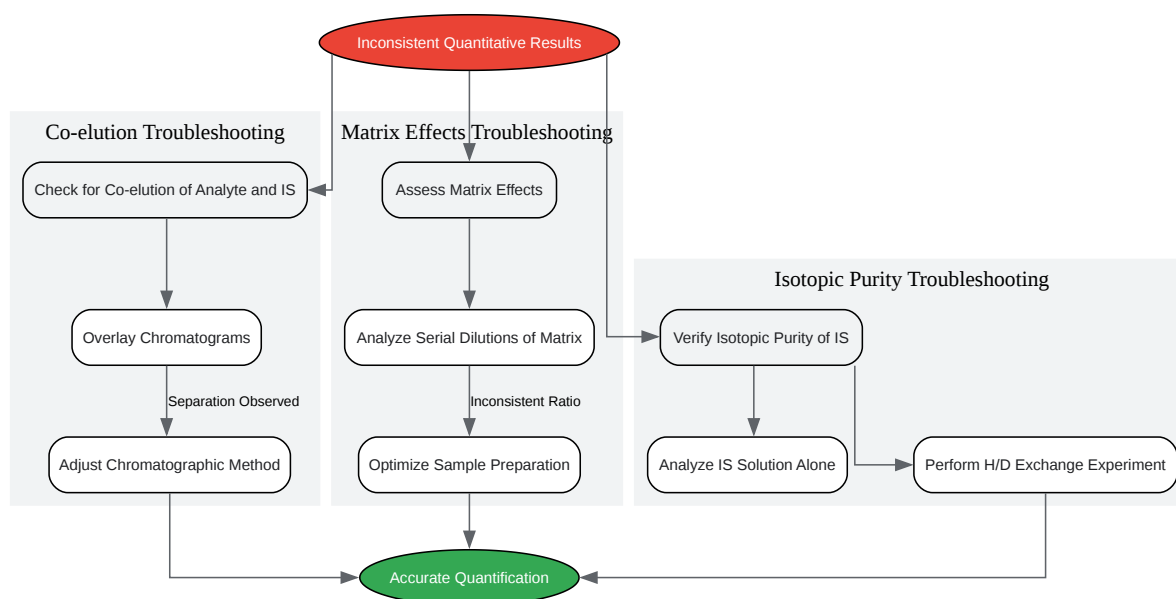 Inconsistent Quantitative Results
Co-elution Troubleshooting
Matrix Effects Troubleshooting
Check for Co-elution of Analyte and IS
Assess Matrix Effects
Isotopic Purity Troubleshooting
Overlay Chromatograms
Analyze Serial Dilutions of Matrix
Verify Isotopic Purity of IS
Separation Observed
Inconsistent Ratio
Adjust Chromatographic Method
Optimize Sample Preparation
Analyze IS Solution Alone
Perform H/D Exchange Experiment
Accurate Quantification